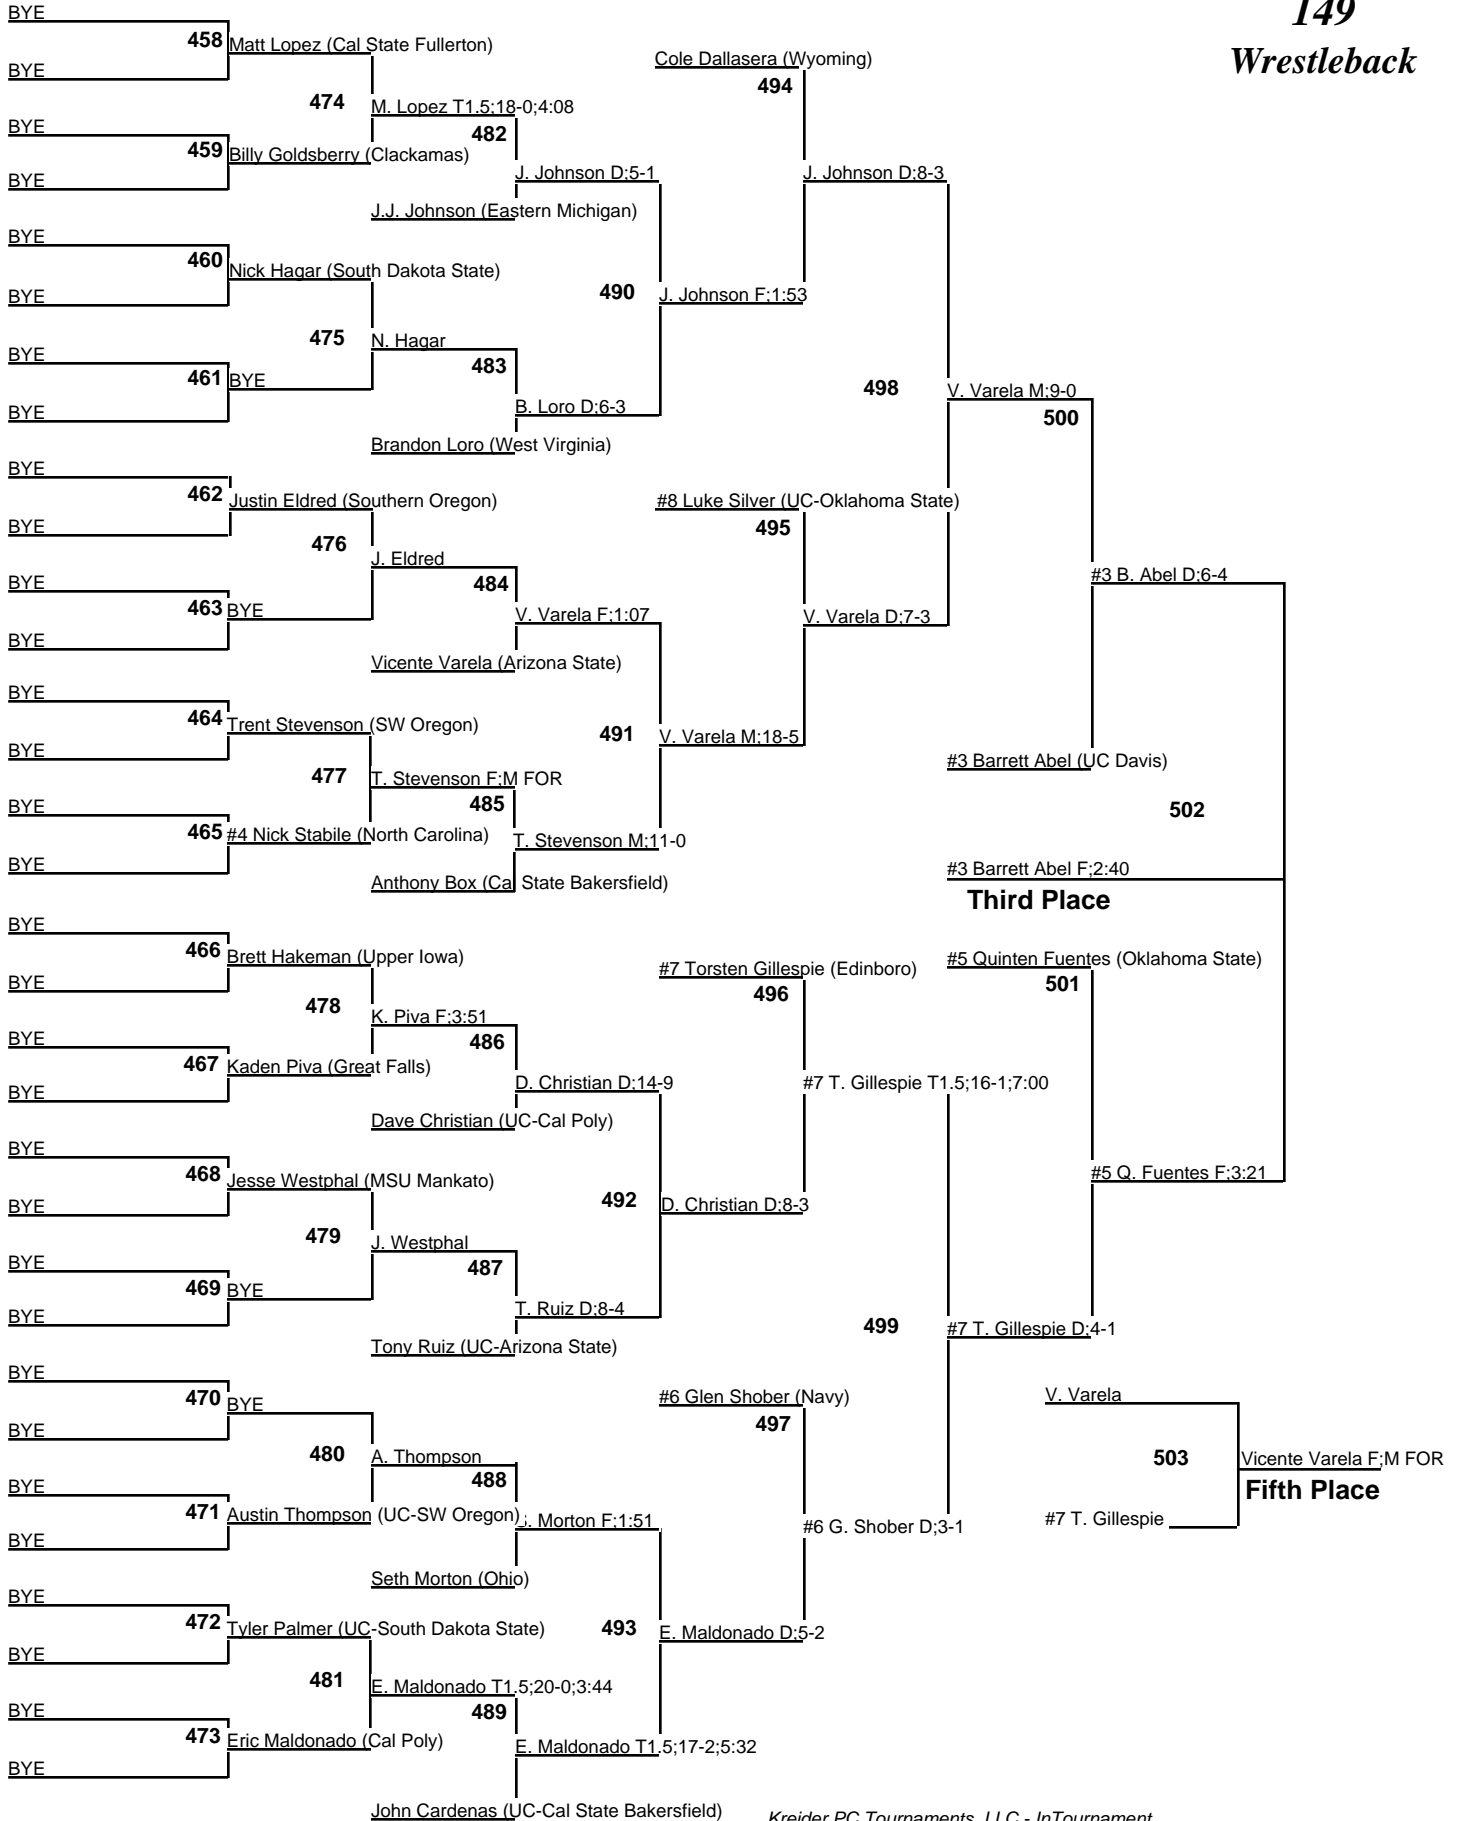 149
Wrestleback
BYE
458 Matt Lopez (Cal State Fullerton)
Cole Dallasera (Wyoming)
BYE
494
474 M. Lopez T1.5;18-0;4:08
BYE
482
459 Billy Goldsberry (Clackamas)
BYE
J. Johnson D;5-1
J. Johnson D;8-3
J.J. Johnson (Eastern Michigan)
BYE
460 Nick Hagar (South Dakota State)
BYE
490 J. Johnson F;1:53
475 N. Hagar
BYE
483
461 BYE
498 V. Varela M;9-0
BYE
B. Loro D;6-3
500
Brandon Loro (West Virginia)
BYE
462 Justin Eldred (Southern Oregon)
#8 Luke Silver (UC-Oklahoma State)
BYE
495
476 J. Eldred
BYE
484
#3 B. Abel D;6-4
463 BYE
V. Varela F;1:07
V. Varela D;7-3
BYE
Vicente Varela (Arizona State)
BYE
464 Trent Stevenson (SW Oregon)
491 V. Varela M;18-5
BYE
#3 Barrett Abel (UC Davis)
477 T. Stevenson F;M FOR
BYE
485
502
465 #4 Nick Stabile (North Carolina)
T. Stevenson M;11-0
BYE
#3 Barrett Abel F;2:40
Anthony Box (Cal State Bakersfield)
Third Place
BYE
466 Brett Hakeman (Upper Iowa)
#5 Quinten Fuentes (Oklahoma State)
#7 Torsten Gillespie (Edinboro)
BYE
501
496
478 K. Piva F;3:51
BYE
486
467 Kaden Piva (Great Falls)
D. Christian D;14-9
#7 T. Gillespie T1.5;16-1;7:00
BYE
Dave Christian (UC-Cal Poly)
BYE
468 Jesse Westphal (MSU Mankato)
#5 Q. Fuentes F;3:21
BYE
492 D. Christian D;8-3
479 J. Westphal
BYE
487
469 BYE
T. Ruiz D;8-4
BYE
499 #7 T. Gillespie D;4-1
Tony Ruiz (UC-Arizona State)
BYE
470 BYE
#6 Glen Shober (Navy)
V. Varela
BYE
497
480 A. Thompson
503 Vicente Varela F;M FOR
BYE
488
Fifth Place
471 Austin Thompson (UC-SW Oregon)
. Morton F;1:51
#6 G. Shober D;3-1
#7 T. Gillespie
BYE
Seth Morton (Ohio)
BYE
472 Tyler Palmer (UC-South Dakota State)
493 E. Maldonado D;5-2
BYE
481 E. Maldonado T1.5;20-0;3:44
BYE
489
473 Eric Maldonado (Cal Poly)
E. Maldonado T1.5;17-2;5:32
BYE
John Cardenas (UC-Cal State Bakersfield)
Kreider PC Tournaments, LLC - InTournament